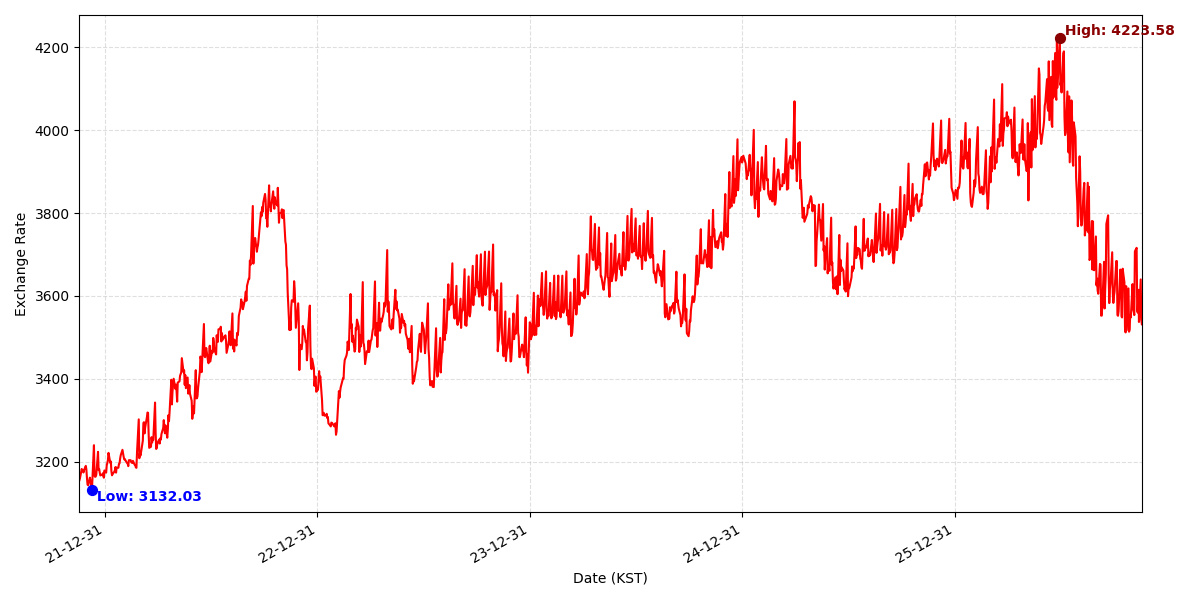 High: 4223.58
4200
4000
3800
3600
3400
3200
Exchange Rate
Low: 3132.03
21-12-31
22-12-31
23-12-31
24-12-31
25-12-31
Date (KST)